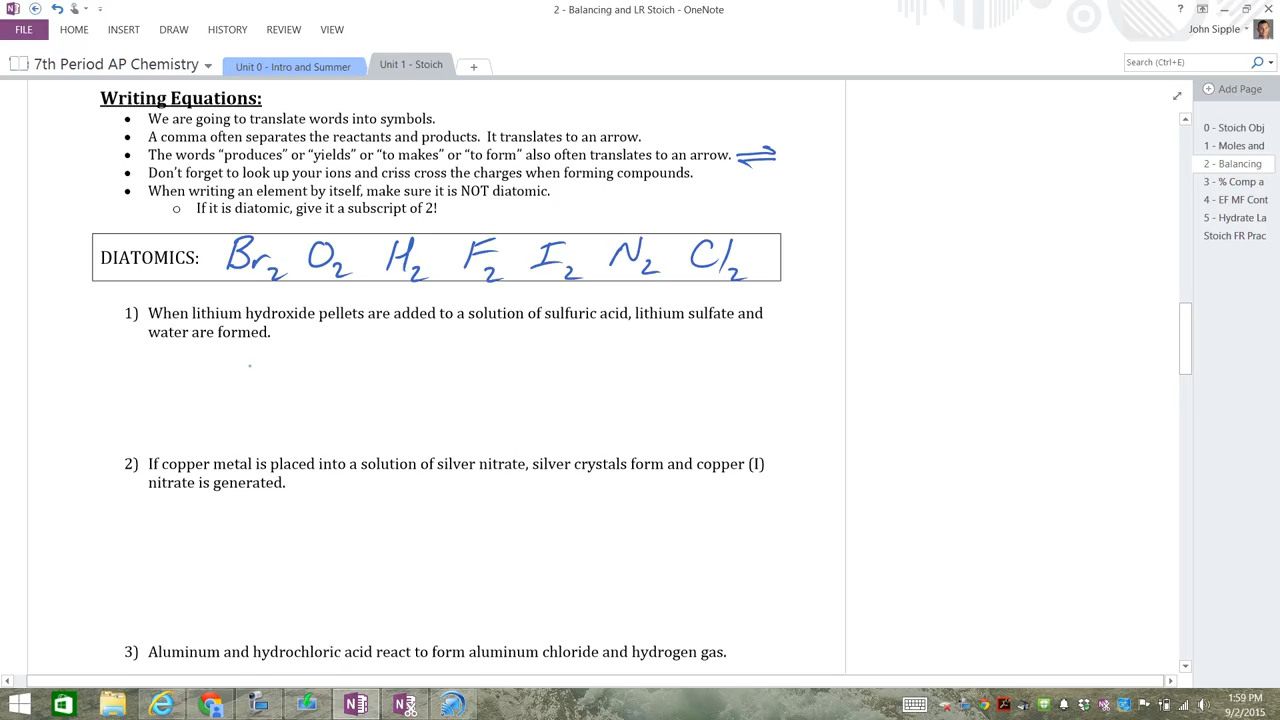 2 - Balancing and LR Stoich - OneNote
FILE HOME INSERT DRAW HISTORY REVIEW VIEW
John Sipple
7th Period AP Chemistry
Unit 0 - Intro and Summer
Unit 1 - Stoich
Search (Ctrl+E)
Add Page
0 - Stoich Obj
1 - Moles and
2 - Balancing
3 - % Comp a
4 - EF MF Cont
5 - Hydrate La
Stoich FR Prac
Writing Equations:
• We are going to translate words into symbols.
• A comma often separates the reactants and products.  It translates to an arrow.
• The words “produces” or “yields” or “to makes” or “to form” also often translates to an arrow. ⇌
• Don’t forget to look up your ions and criss cross the charges when forming compounds.
• When writing an element by itself, make sure it is NOT diatomic.
o If it is diatomic, give it a subscript of 2!
DIATOMICS: Br₂ O₂ H₂ F₂ I₂ N₂ Cl₂
1) When lithium hydroxide pellets are added to a solution of sulfuric acid, lithium sulfate and
water are formed.
2) If copper metal is placed into a solution of silver nitrate, silver crystals form and copper (I)
nitrate is generated.
3) Aluminum and hydrochloric acid react to form aluminum chloride and hydrogen gas.
1:59 PM
9/2/2015